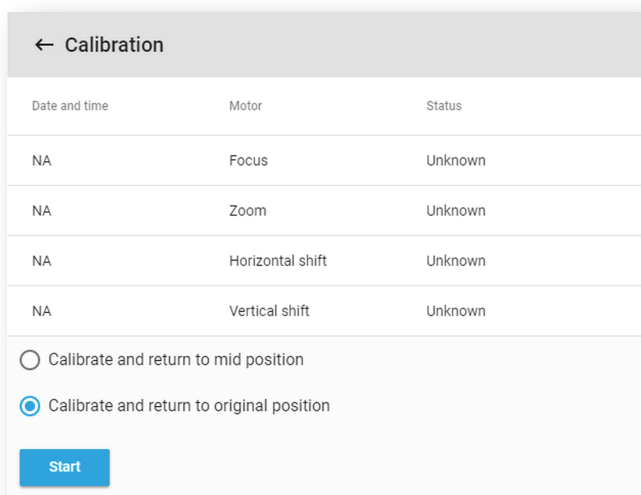 Calibration
Date and time Motor Status
NA Focus Unknown
NA Zoom Unknown
NA Horizontal shift Unknown
NA Vertical shift Unknown
Calibrate and return to mid position
Calibrate and return to original position
Start